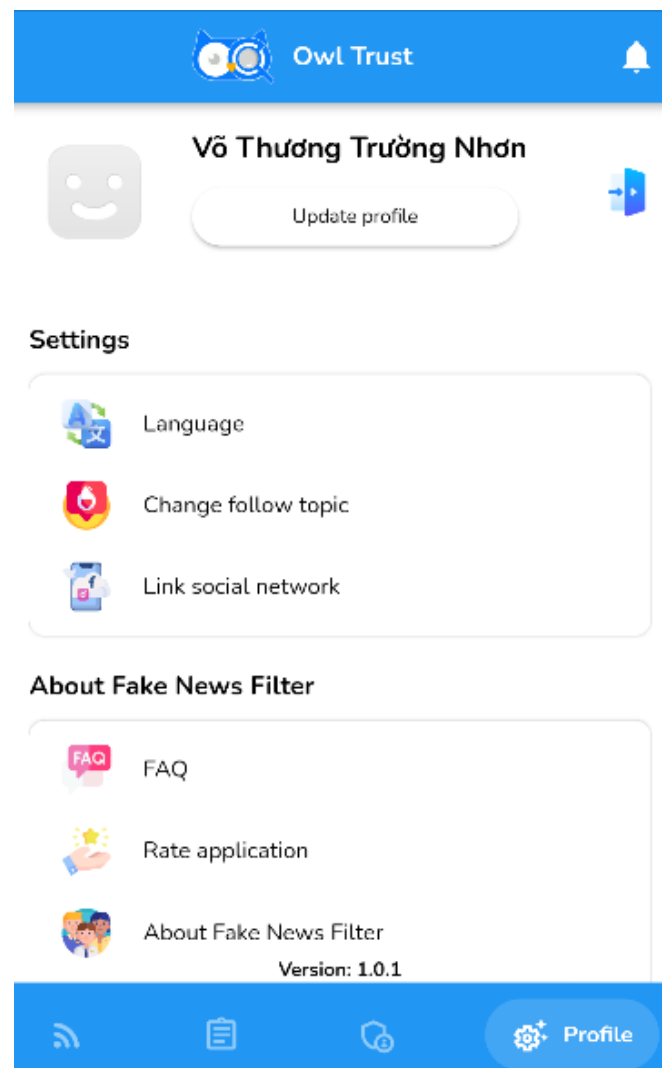 Owl Trust
Võ Thương Trường Nhơn
Update profile
Settings
Language
Change follow topic
Link social network
About Fake News Filter
FAQ
FAQ
Rate application
About Fake News Filter
Version: 1.0.1
Profile